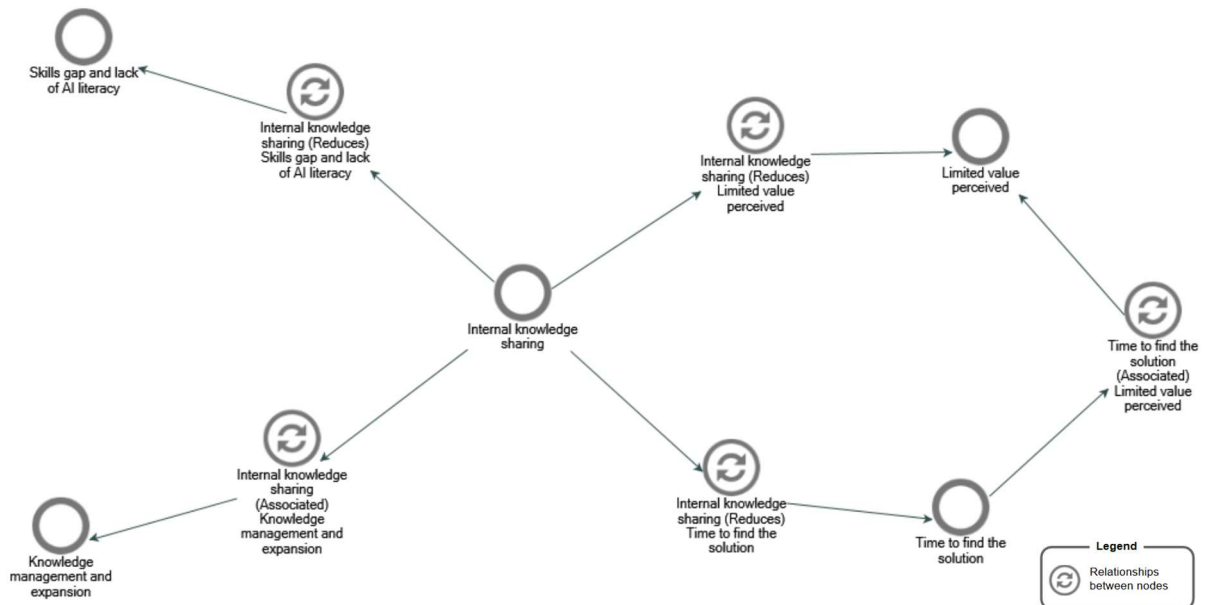 Skills gap and lack
of AI literacy
Internal knowledge
sharing (Reduces)
Skills gap and lack
of AI literacy
Internal knowledge
sharing (Reduces)
Limited value
perceived
Limited value
perceived
Internal knowledge
sharing
Time to find the
solution
(Associated)
Limited value
perceived
Internal knowledge
sharing
(Associated)
Knowledge
management and
expansion
Knowledge
management and
expansion
Internal knowledge
sharing (Reduces)
Time to find the
solution
Time to find the
solution
Legend
Relationships
between nodes